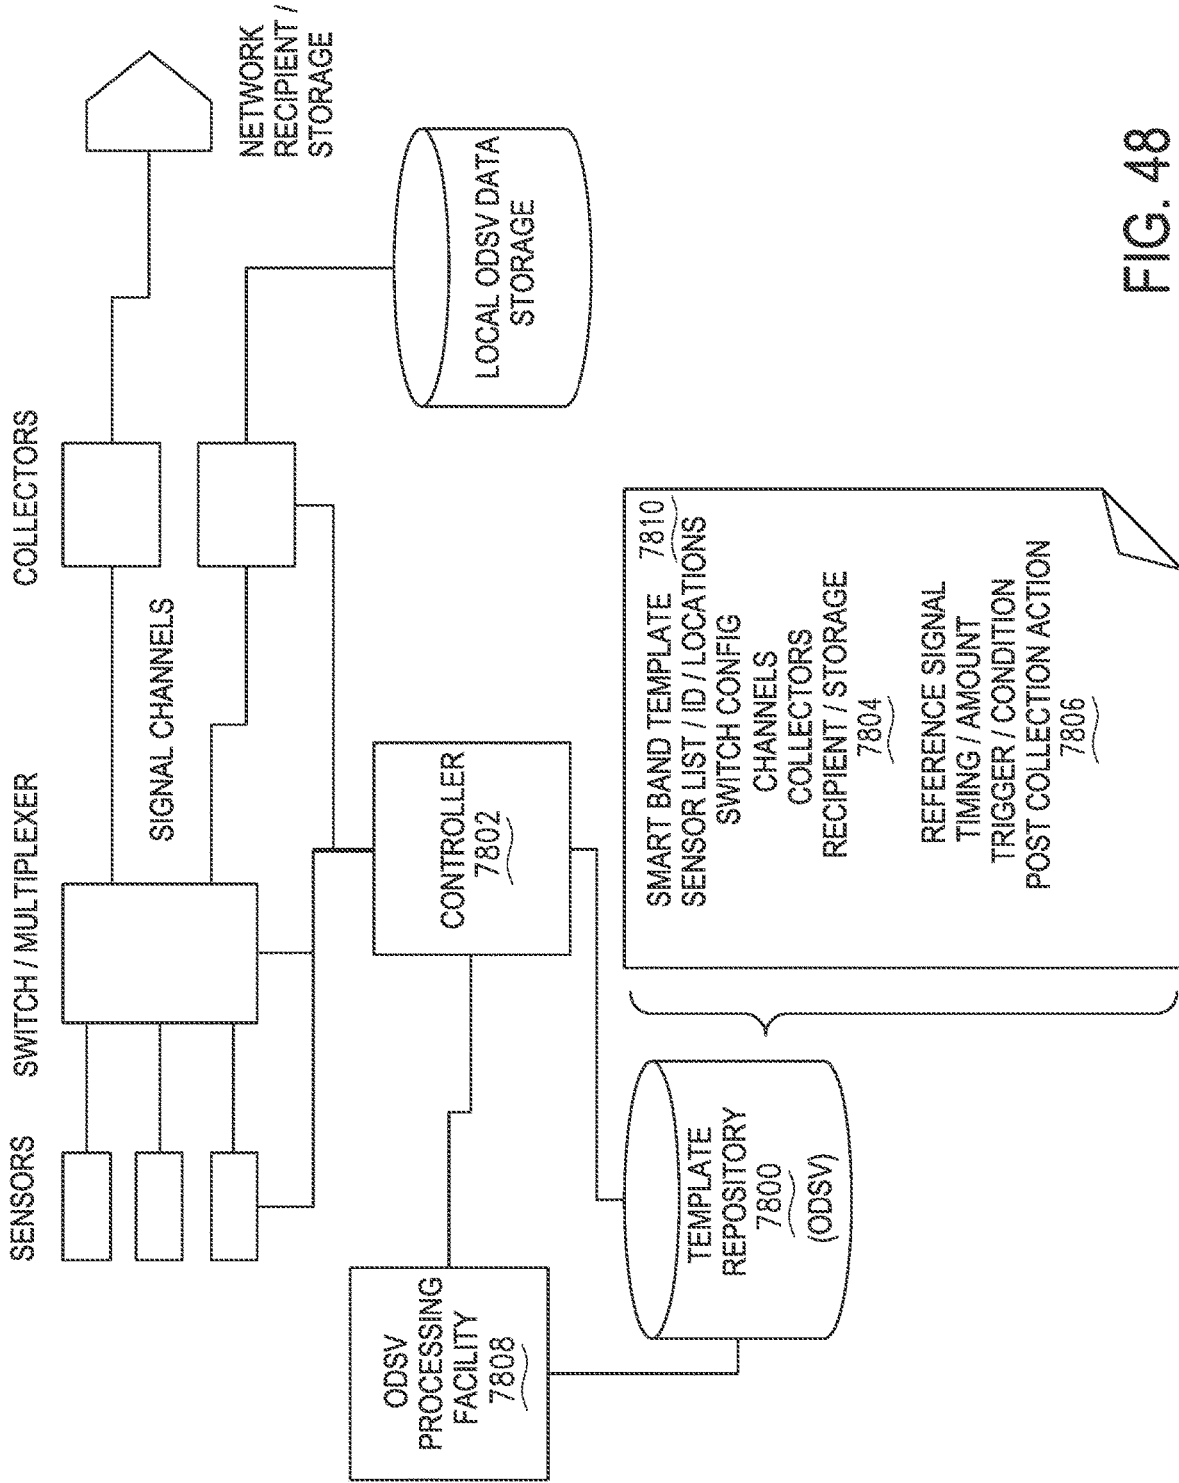 SENSORS
SWITCH / MULTIPLEXER
COLLECTORS
SIGNAL CHANNELS
NETWORK
RECIPIENT /
STORAGE
LOCAL ODSV DATA
STORAGE
CONTROLLER
7802
ODSV
PROCESSING
FACILITY
7808
TEMPLATE
REPOSITORY
7800
(ODSV)
SMART BAND TEMPLATE 7810
SENSOR LIST / ID / LOCATIONS
SWITCH CONFIG
CHANNELS
COLLECTORS
RECIPIENT / STORAGE
7804
REFERENCE SIGNAL
TIMING / AMOUNT
TRIGGER / CONDITION
POST COLLECTION ACTION
7806
FIG. 48